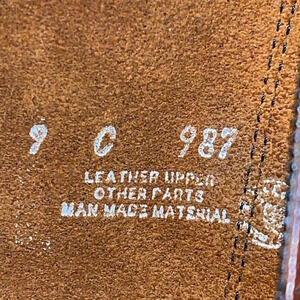 9 C 987
LEATHER UPPER
OTHER PARTS
MAN MADE MATERIAL